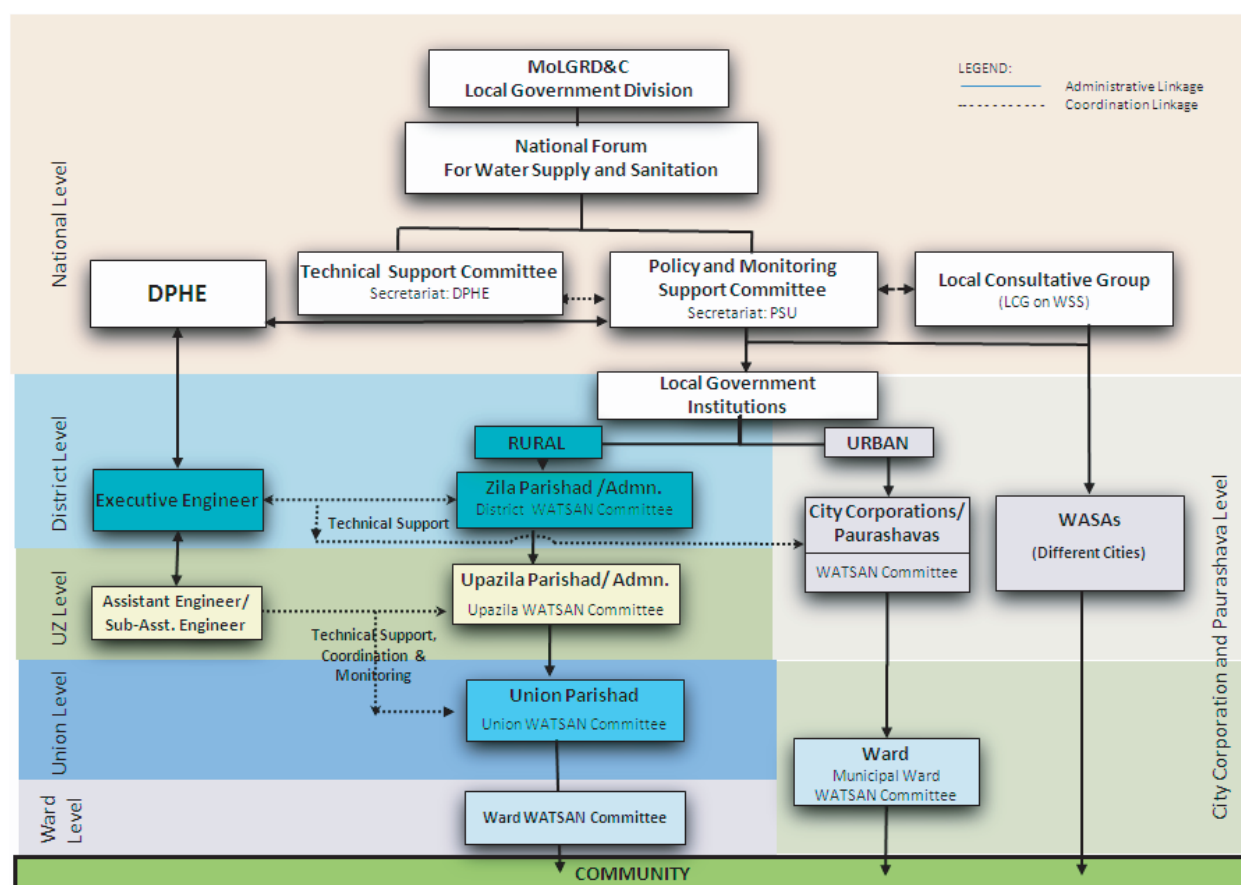 MoLGRD&C
Local Government Division
LEGEND:
Administrative Linkage
Coordination Linkage
National Forum
For Water Supply and Sanitation
National Level
DPHE
Technical Support Committee
Secretariat: DPHE
Policy and Monitoring
Support Committee
Secretariat: PSU
Local Consultative Group
(LCG on WSS)
Local Government
Institutions
District Level
RURAL
URBAN
Executive Engineer
Technical Support
Zila Parishad /Admn.
District WATSAN Committee
City Corporations/
Paurashavas
WATSAN Committee
WASAs
(Different Cities)
City Corporation and Paurashava Level
UZ Level
Assistant Engineer/
Sub-Asst. Engineer
Upazila Parishad/ Admn.
Upazila WATSAN Committee
Technical Support,
Coordination &
Monitoring
Union Level
Union Parishad
Union WATSAN Committee
Ward
Municipal Ward
WATSAN Committee
Ward
Level
Ward WATSAN Committee
COMMUNITY